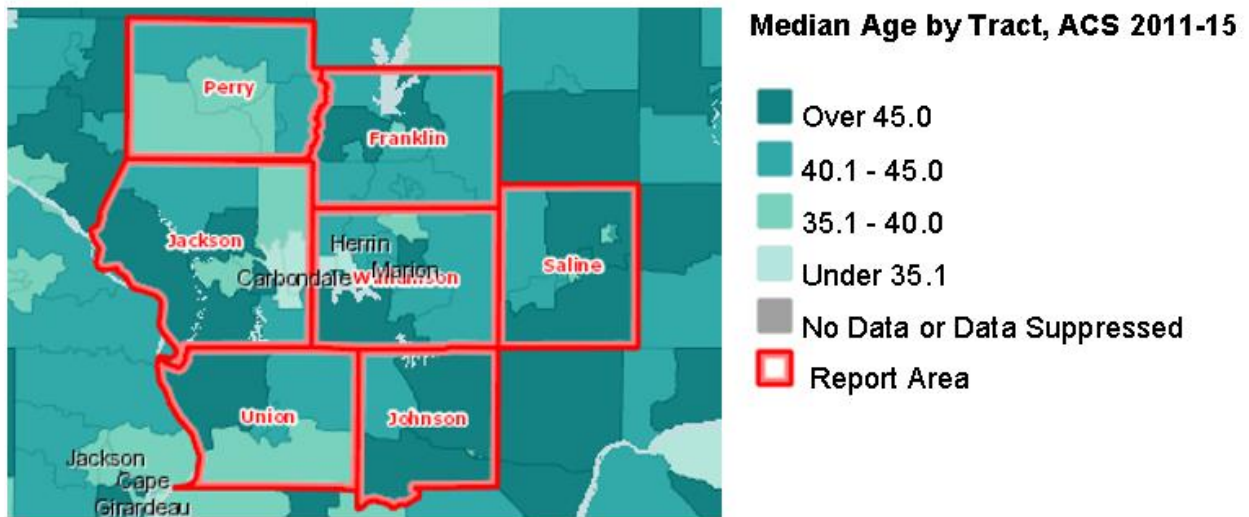 Median Age by Tract, ACS 2011-15
Over 45.0
40.1 - 45.0
35.1 - 40.0
Under 35.1
No Data or Data Suppressed
Report Area
Perry
Franklin
Jackson
Herrin
Carbondale
Marion
Williamson
Saline
Union
Johnson
Jackson
Cape
Girardeau